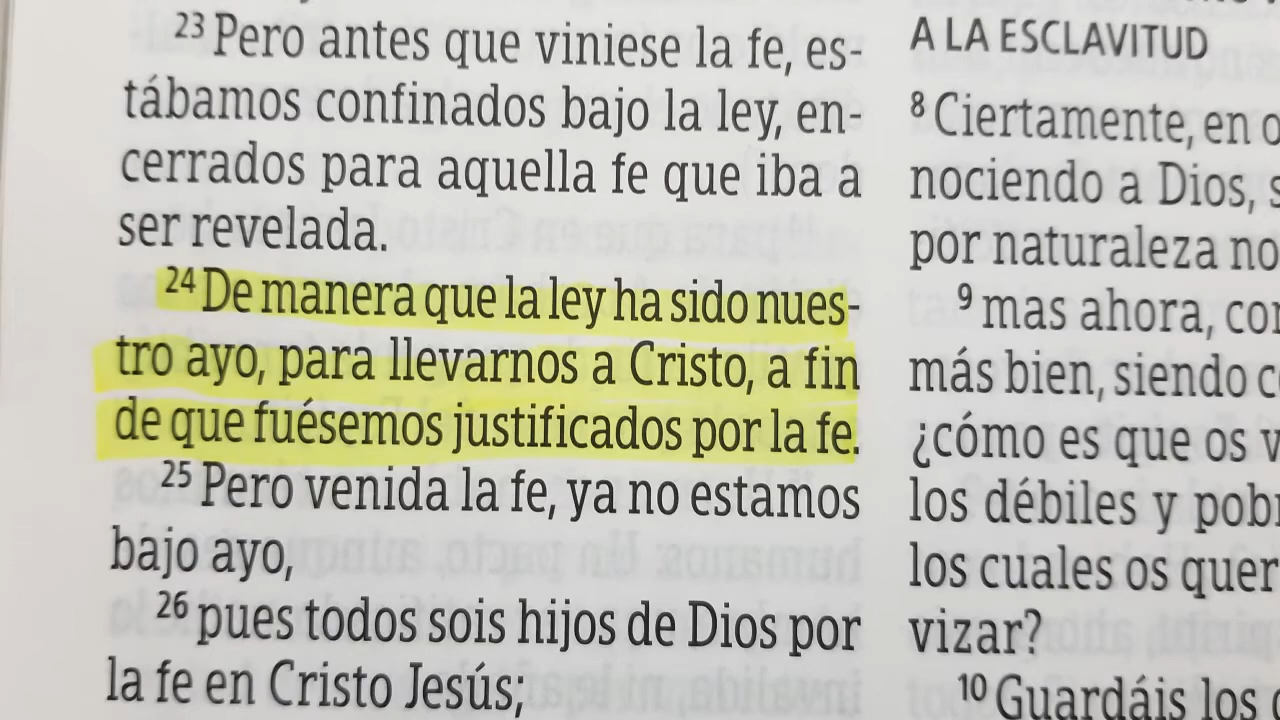 23 Pero antes que viniese la fe, es-
tábamos confinados bajo la ley, en-
cerrados para aquella fe que iba a
ser revelada.
24 De manera que la ley ha sido nues-
tro ayo, para llevarnos a Cristo, a fin
de que fuésemos justificados por la fe.
25 Pero venida la fe, ya no estamos
bajo ayo,
26 pues todos sois hijos de Dios por
la fe en Cristo Jesús;
A LA ESCLAVITUD
8 Ciertamente, en
nociendo a Dios,
por naturaleza no
9 mas ahora,
más bien, siendo
¿cómo es que os
los débiles y
los cuales os
vizar?
10 Guardáis los